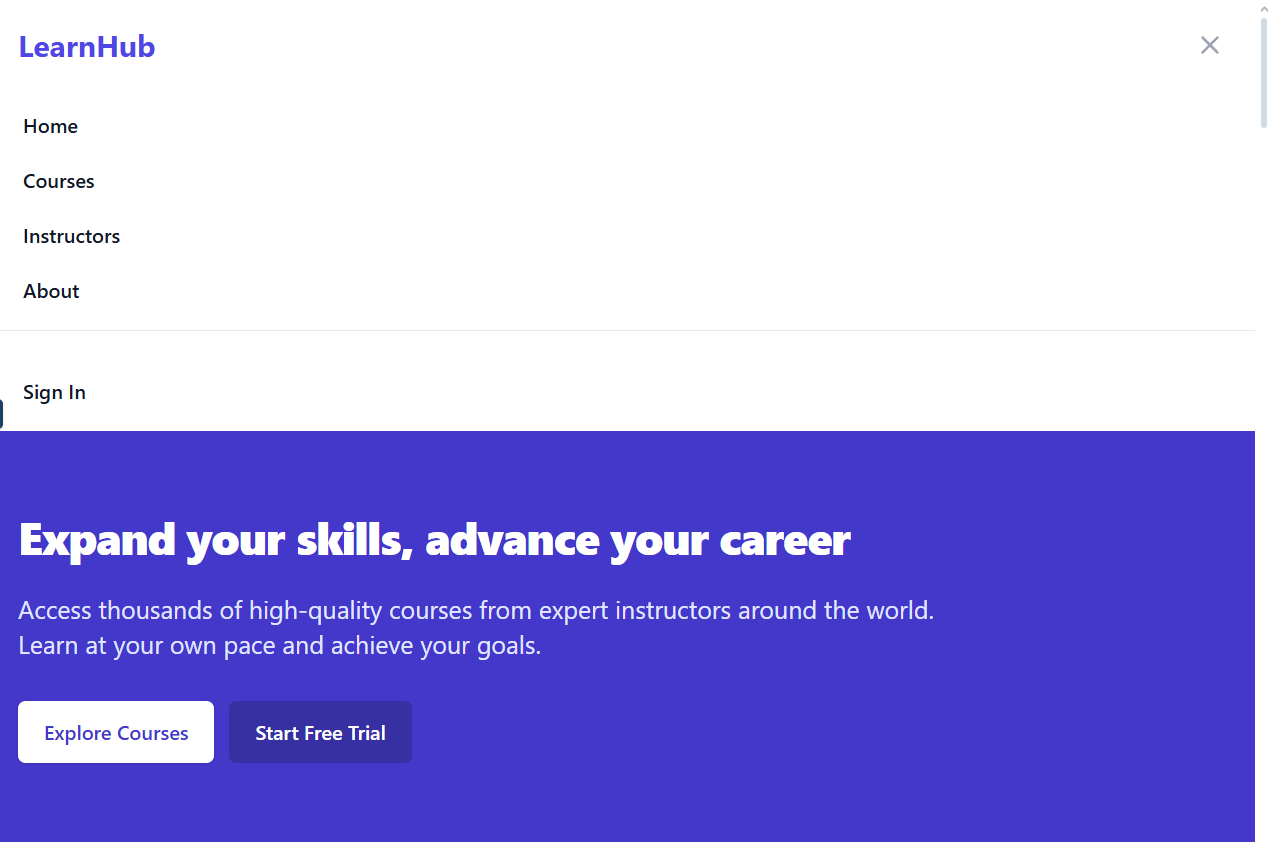 LearnHub
Home
Courses
Instructors
About
Sign In
Expand your skills, advance your career
Access thousands of high-quality courses from expert instructors around the world.
Learn at your own pace and achieve your goals.
Explore Courses
Start Free Trial